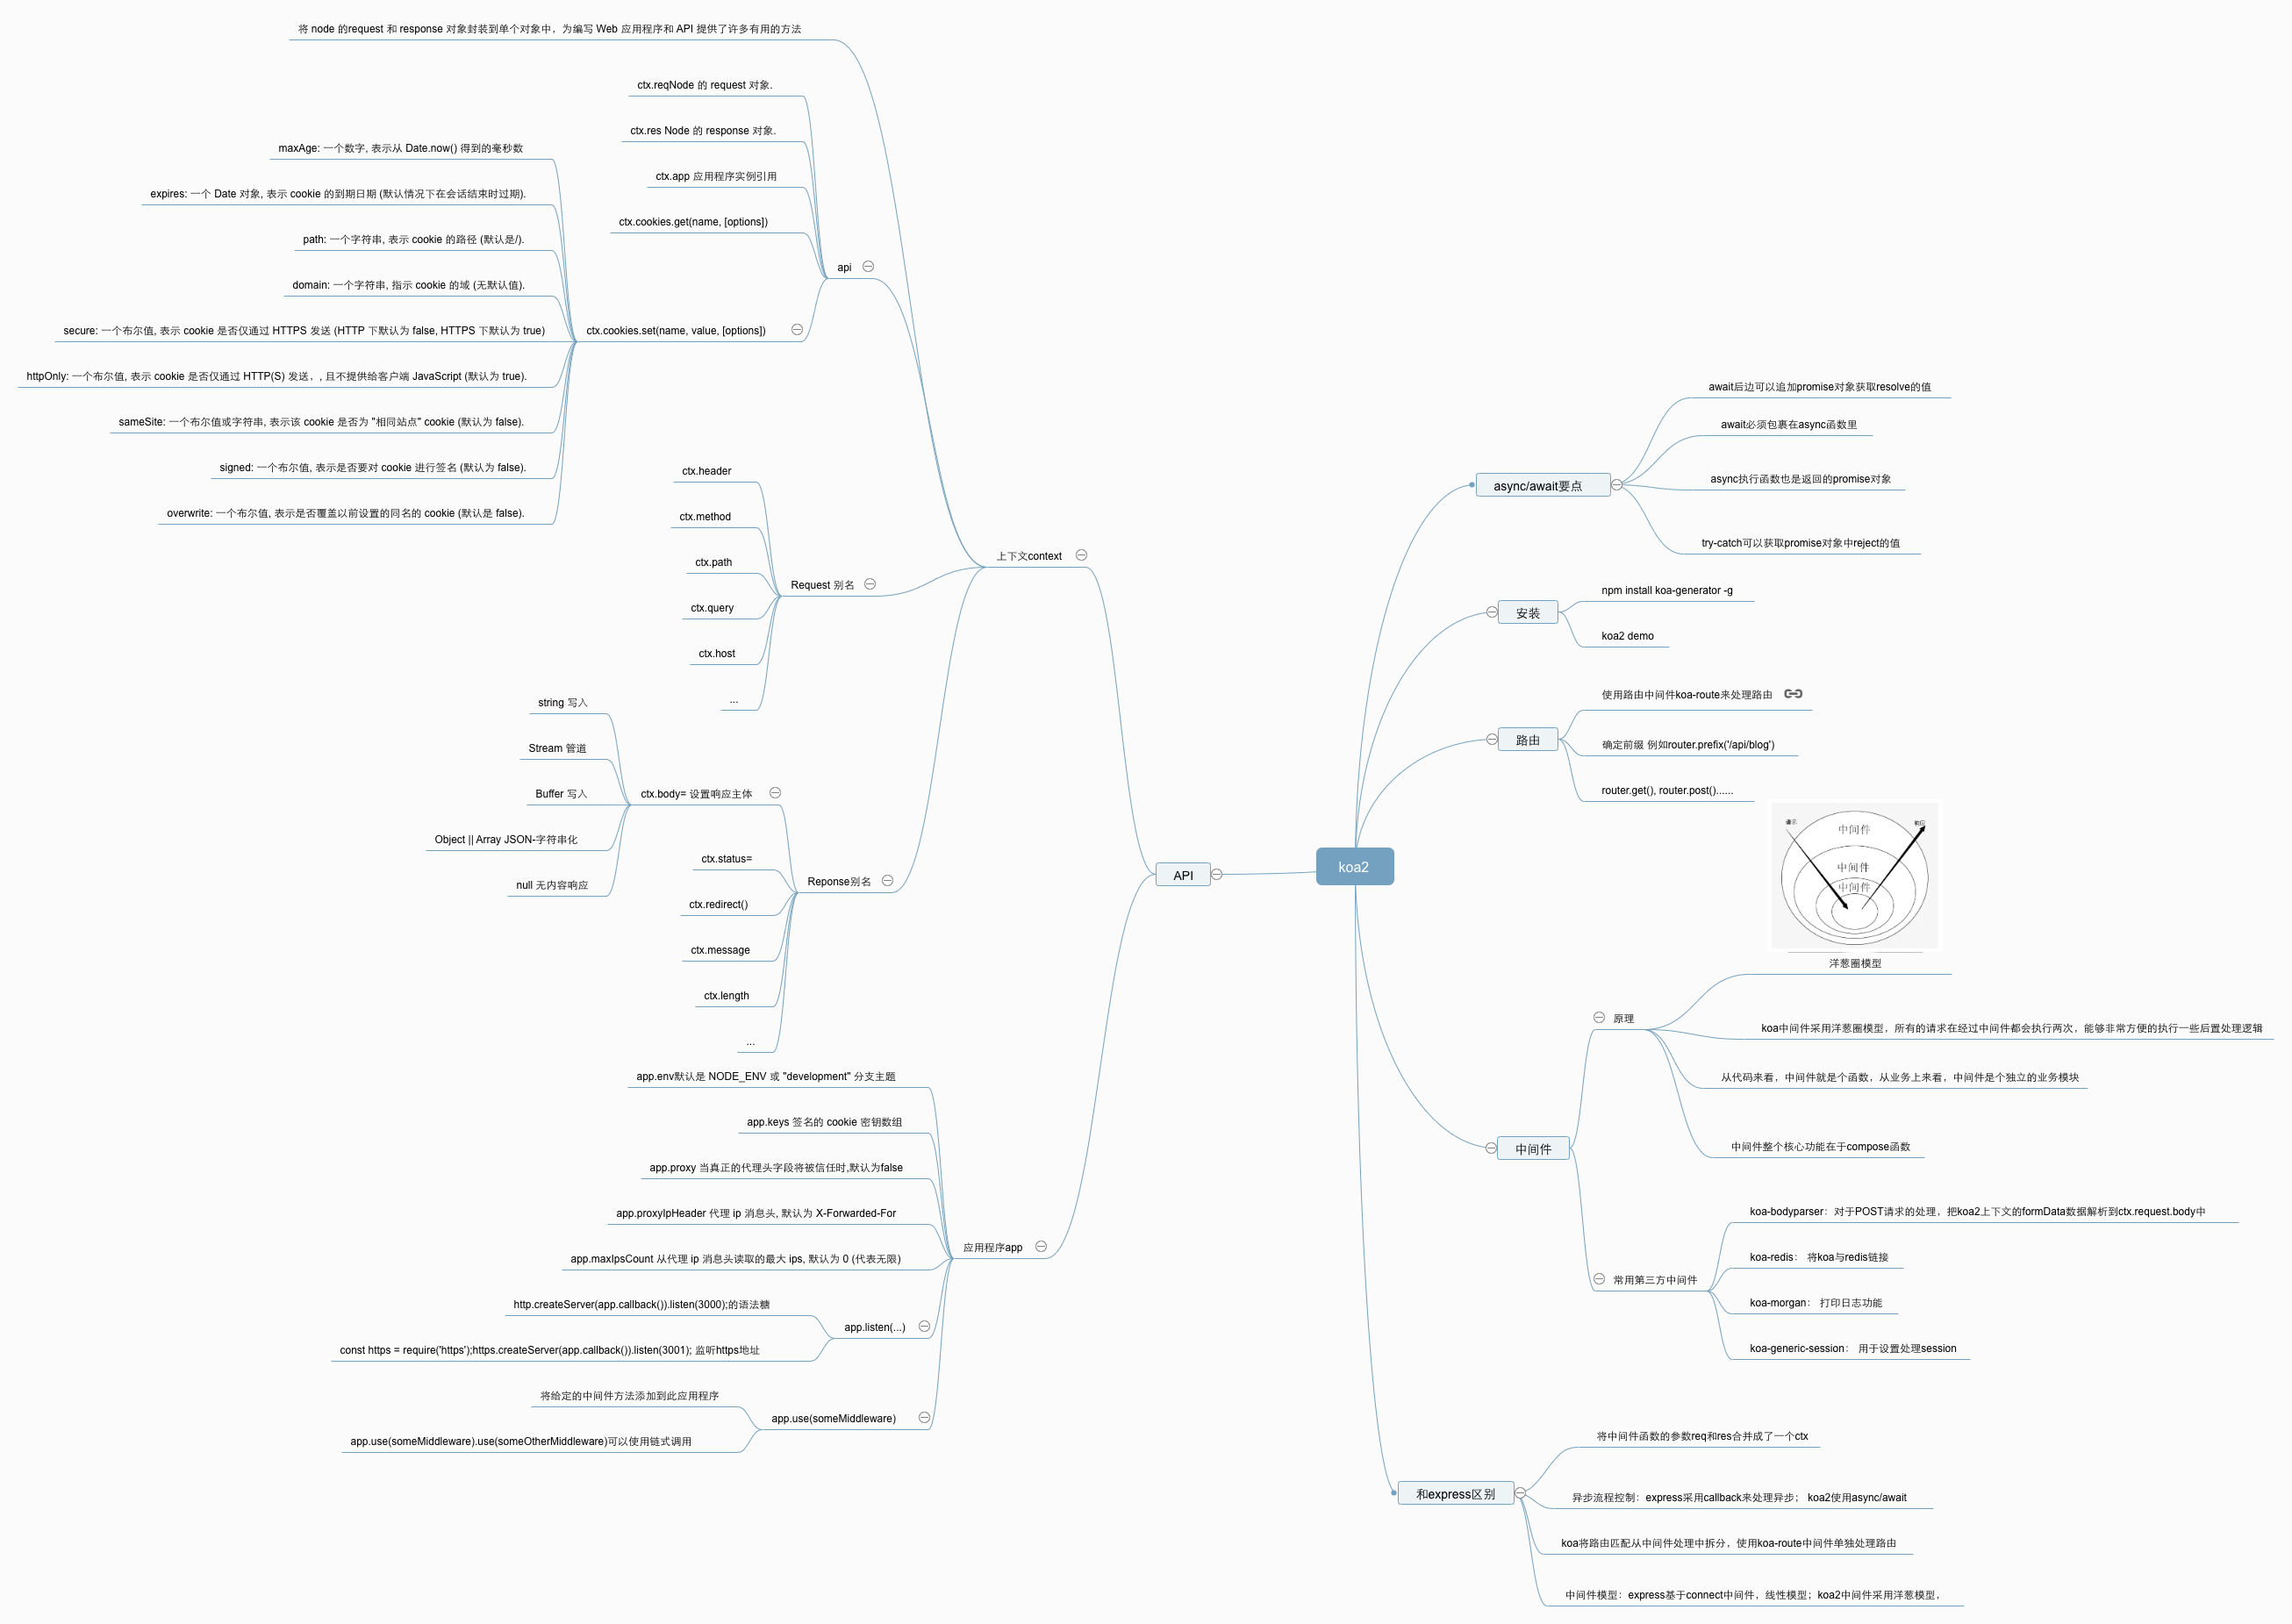 将 node 的request 和 response 对象封装到单个对象中，为编写 Web 应用程序和 API 提供了许多有用的方法
ctx.reqNode 的 request 对象.
ctx.res Node 的 response 对象.
ctx.app 应用程序实例引用
ctx.cookies.get(name, [options])
api
maxAge: 一个数字, 表示从 Date.now() 得到的毫秒数
expires: 一个 Date 对象, 表示 cookie 的到期日期 (默认情况下在会话结束时过期).
path: 一个字符串, 表示 cookie 的路径 (默认是/).
domain: 一个字符串, 指示 cookie 的域 (无默认值).
secure: 一个布尔值, 表示 cookie 是否仅通过 HTTPS 发送 (HTTP 下默认为 false, HTTPS 下默认为 true)
httpOnly: 一个布尔值, 表示 cookie 是否仅通过 HTTP(S) 发送，, 且不提供给客户端 JavaScript (默认为 true).
sameSite: 一个布尔值或字符串, 表示该 cookie 是否为 "相同站点" cookie (默认为 false).
signed: 一个布尔值, 表示是否要对 cookie 进行签名 (默认为 false).
overwrite: 一个布尔值, 表示是否覆盖以前设置的同名的 cookie (默认是 false).
ctx.cookies.set(name, value, [options])
上下文context
ctx.header
ctx.method
ctx.path
ctx.query
ctx.host
...
Request 别名
string 写人
Stream 管道
Buffer 写人
Object || Array JSON-字符串化
null 无内容响应
ctx.body= 设置响应主体
ctx.status=
ctx.redirect()
ctx.message
ctx.length
...
Reponse别名
API
app.env默认是 NODE_ENV 或 "development" 分支主题
app.keys 签名的 cookie 密钥数组
app.proxy 当真正的代理头字段将被信任时,默认为false
app.proxyIpHeader 代理 ip 消息头, 默认为 X-Forwarded-For
app.maxIpsCount 从代理 ip 消息头读取的最大 ips, 默认为 0 (代表无限)
应用程序app
http.createServer(app.callback()).listen(3000);的语法糖
const https = require('https');https.createServer(app.callback()).listen(3001); 监听https地址
app.listen(...)
将给定的中间件方法添加到此应用程序
app.use(someMiddleware).use(someOtherMiddleware)可以使用链式调用
app.use(someMiddleware)
koa2
async/await要点
await后边可以追加promise对象获取resolve的值
await必须包裹在async函数里
async执行函数也是返回的promise对象
try-catch可以获取promise对象中reject的值
安装
npm install koa-generator -g
koa2 demo
路由
使用路由中间件koa-route来处理路由
确定前缀 例如router.prefix('/api/blog')
router.get(), router.post()......
中间件
原理
请求
响应
中间件
中间件
中间件
洋葱圈模型
koa中间件采用洋葱圈模型，所有的请求在经过中间件都会执行两次，能够非常方便的执行一些后置处理逻辑
从代码来看，中间件就是个函数，从业务上来看，中间件是个独立的业务模块
中间件整个核心功能在于compose函数
常用第三方中间件
koa-bodyparser：对于POST请求的处理，把koa2上下文的formData数据解析到ctx.request.body中
koa-redis： 将koa与redis链接
koa-morgan： 打印日志功能
koa-generic-session： 用于设置处理session
和express区别
将中间件函数的参数req和res合并成了一个ctx
异步流程控制：express采用callback来处理异步； koa2使用async/await
koa将路由匹配从中间件处理中拆分，使用koa-route中间件单独处理路由
中间件模型：express基于connect中间件，线性模型；koa2中间件采用洋葱模型，